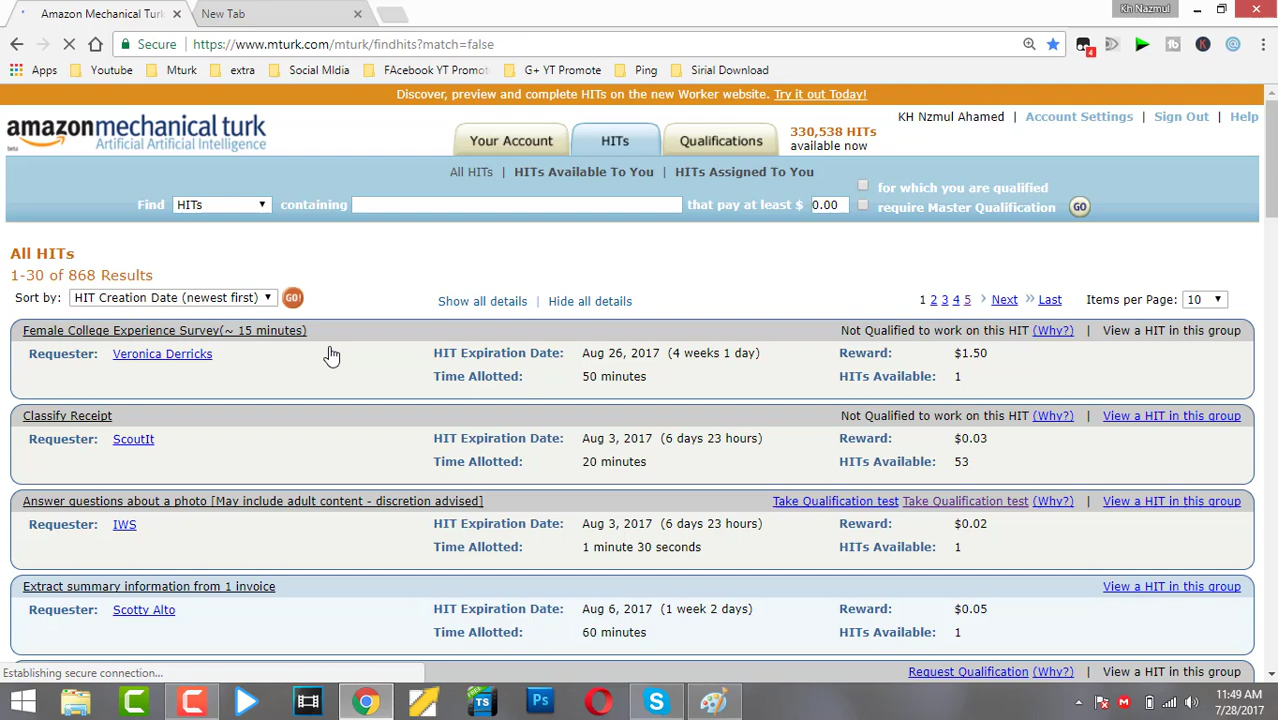 Amazon Mechanical Turk
New Tab
Kh Nazmul
Secure
https://www.mturk.com/mturk/findhits?match=false
4
Apps
Youtube
Mturk
extra
Social MIdia
FAcebook YT Promot
G+ YT Promote
Ping
Sirial Download
Discover, preview and complete HITs on the new Worker website. Try it out Today!
amazonmechanical turk
beta
Artificial Artificial Intelligence
Your Account
HITs
Qualifications
330,538 HITs
available now
KH Nzmul Ahamed | Account Settings | Sign Out | Help
All HITs | HITs Available To You | HITs Assigned To You
Find HITs containing that pay at least $ 0.00
for which you are qualified
require Master Qualification
GO
All HITs
1-30 of 868 Results
Sort by: HIT Creation Date (newest first) GO!
Show all details | Hide all details
1 2 3 4 5 › Next » Last
Items per Page: 10
Female College Experience Survey(~ 15 minutes)
Not Qualified to work on this HIT (Why?) | View a HIT in this group
Requester: Veronica Derricks
HIT Expiration Date: Aug 26, 2017 (4 weeks 1 day)
Reward: $1.50
Time Allotted: 50 minutes
HITs Available: 1
Classify Receipt
Not Qualified to work on this HIT (Why?) | View a HIT in this group
Requester: ScoutIt
HIT Expiration Date: Aug 3, 2017 (6 days 23 hours)
Reward: $0.03
Time Allotted: 20 minutes
HITs Available: 53
Answer questions about a photo [May include adult content - discretion advised]
Take Qualification test Take Qualification test (Why?) | View a HIT in this group
Requester: IWS
HIT Expiration Date: Aug 3, 2017 (6 days 23 hours)
Reward: $0.02
Time Allotted: 1 minute 30 seconds
HITs Available: 1
Extract summary information from 1 invoice
View a HIT in this group
Requester: Scotty Alto
HIT Expiration Date: Aug 6, 2017 (1 week 2 days)
Reward: $0.05
Time Allotted: 60 minutes
HITs Available: 1
Request Qualification (Why?) | View a HIT in this group
Establishing secure connection...
TS
Ps
11:49 AM
7/28/2017